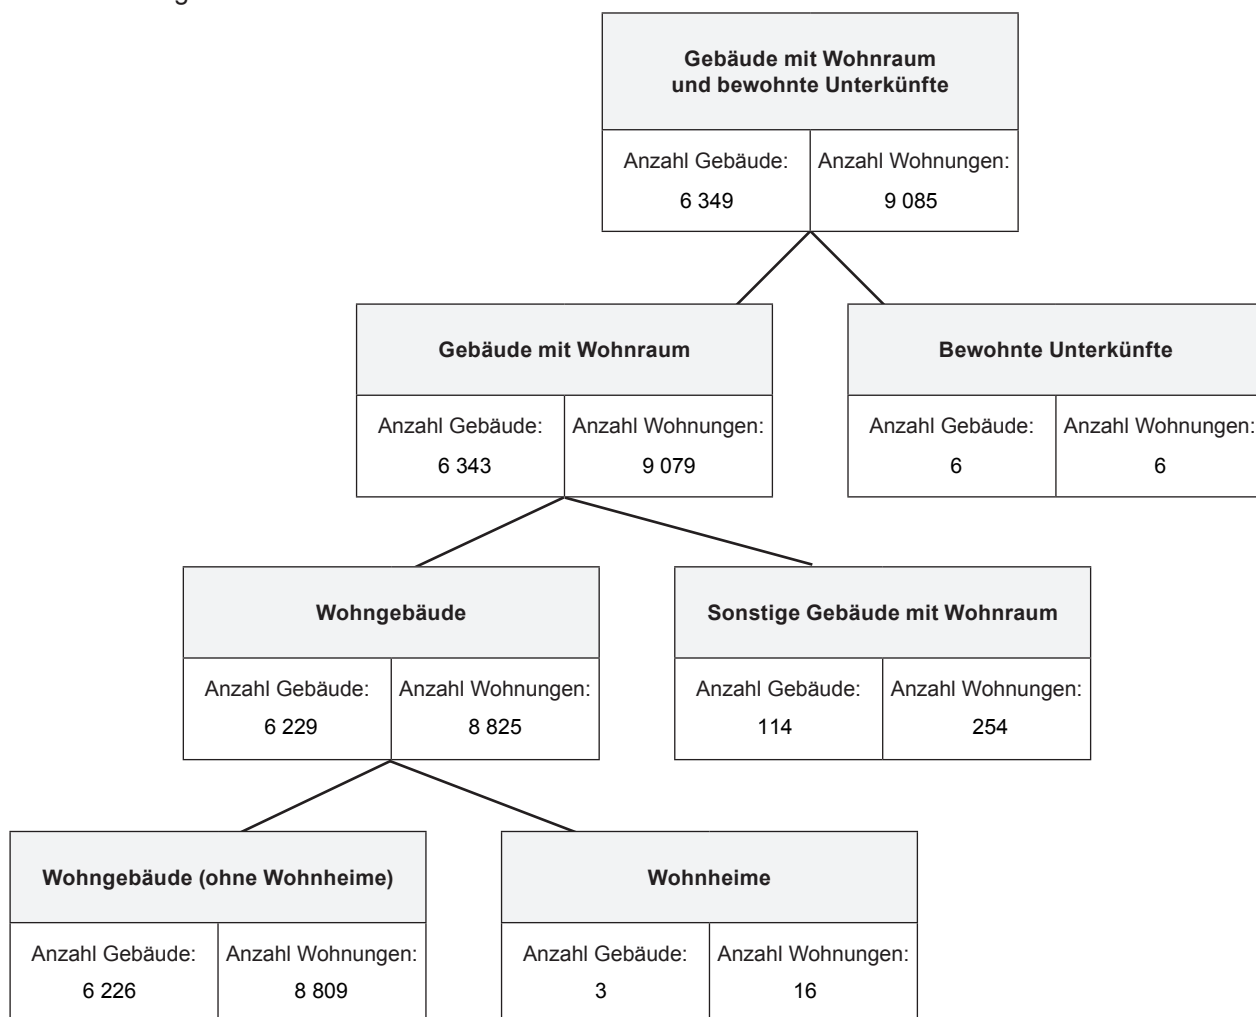 Gebäude mit Wohnraum
und bewohnte Unterkünfte
Anzahl Gebäude: Anzahl Wohnungen:
6 349 9 085
Gebäude mit Wohnraum Bewohnte Unterkünfte
Anzahl Gebäude: Anzahl Wohnungen: Anzahl Gebäude: Anzahl Wohnungen:
6 343 9 079 6 6
Wohngebäude Sonstige Gebäude mit Wohnraum
Anzahl Gebäude: Anzahl Wohnungen: Anzahl Gebäude: Anzahl Wohnungen:
6 229 8 825 114 254
Wohngebäude (ohne Wohnheime) Wohnheime
Anzahl Gebäude: Anzahl Wohnungen: Anzahl Gebäude: Anzahl Wohnungen:
6 226 8 809 3 16